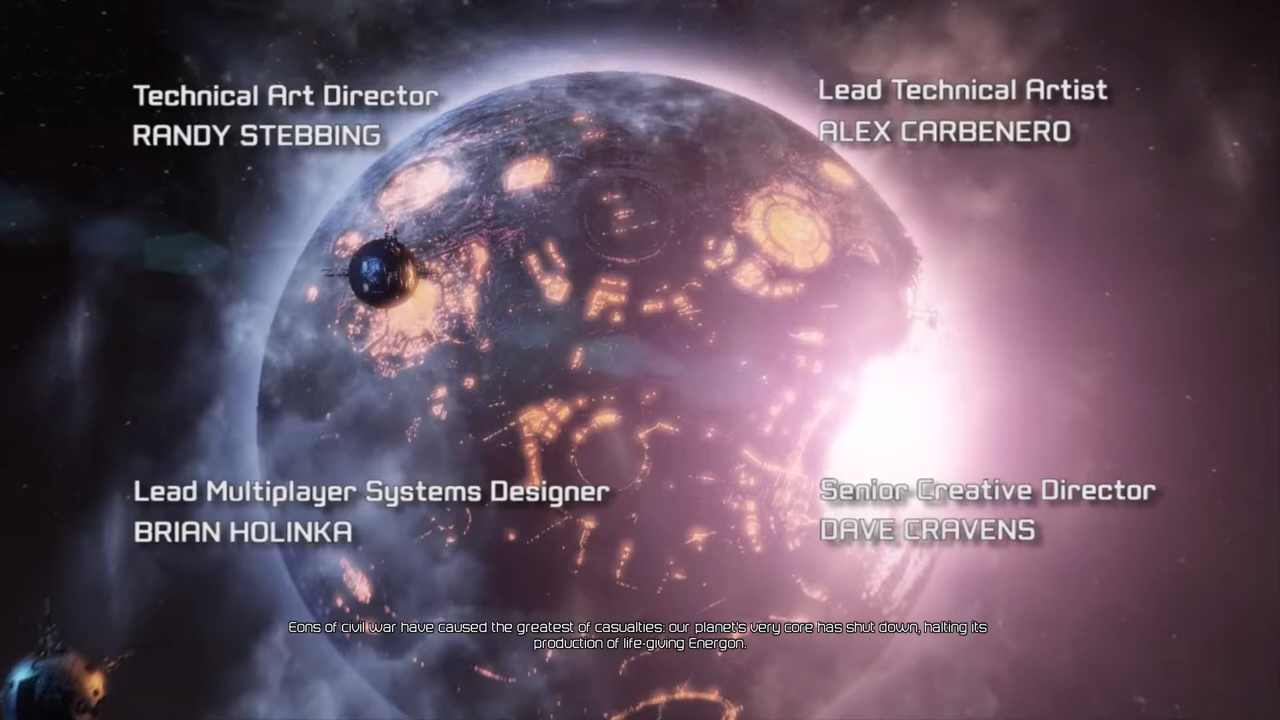 Technical Art Director
RANDY STEBBING
Lead Technical Artist
ALEX CARBENERO
Lead Multiplayer Systems Designer
BRIAN HOLINKA
Senior Creative Director
DAVE CRAVENS
Eons of civil war have caused the greatest of casualties: our planet's very core has shut down, halting its
production of life-giving Energon.